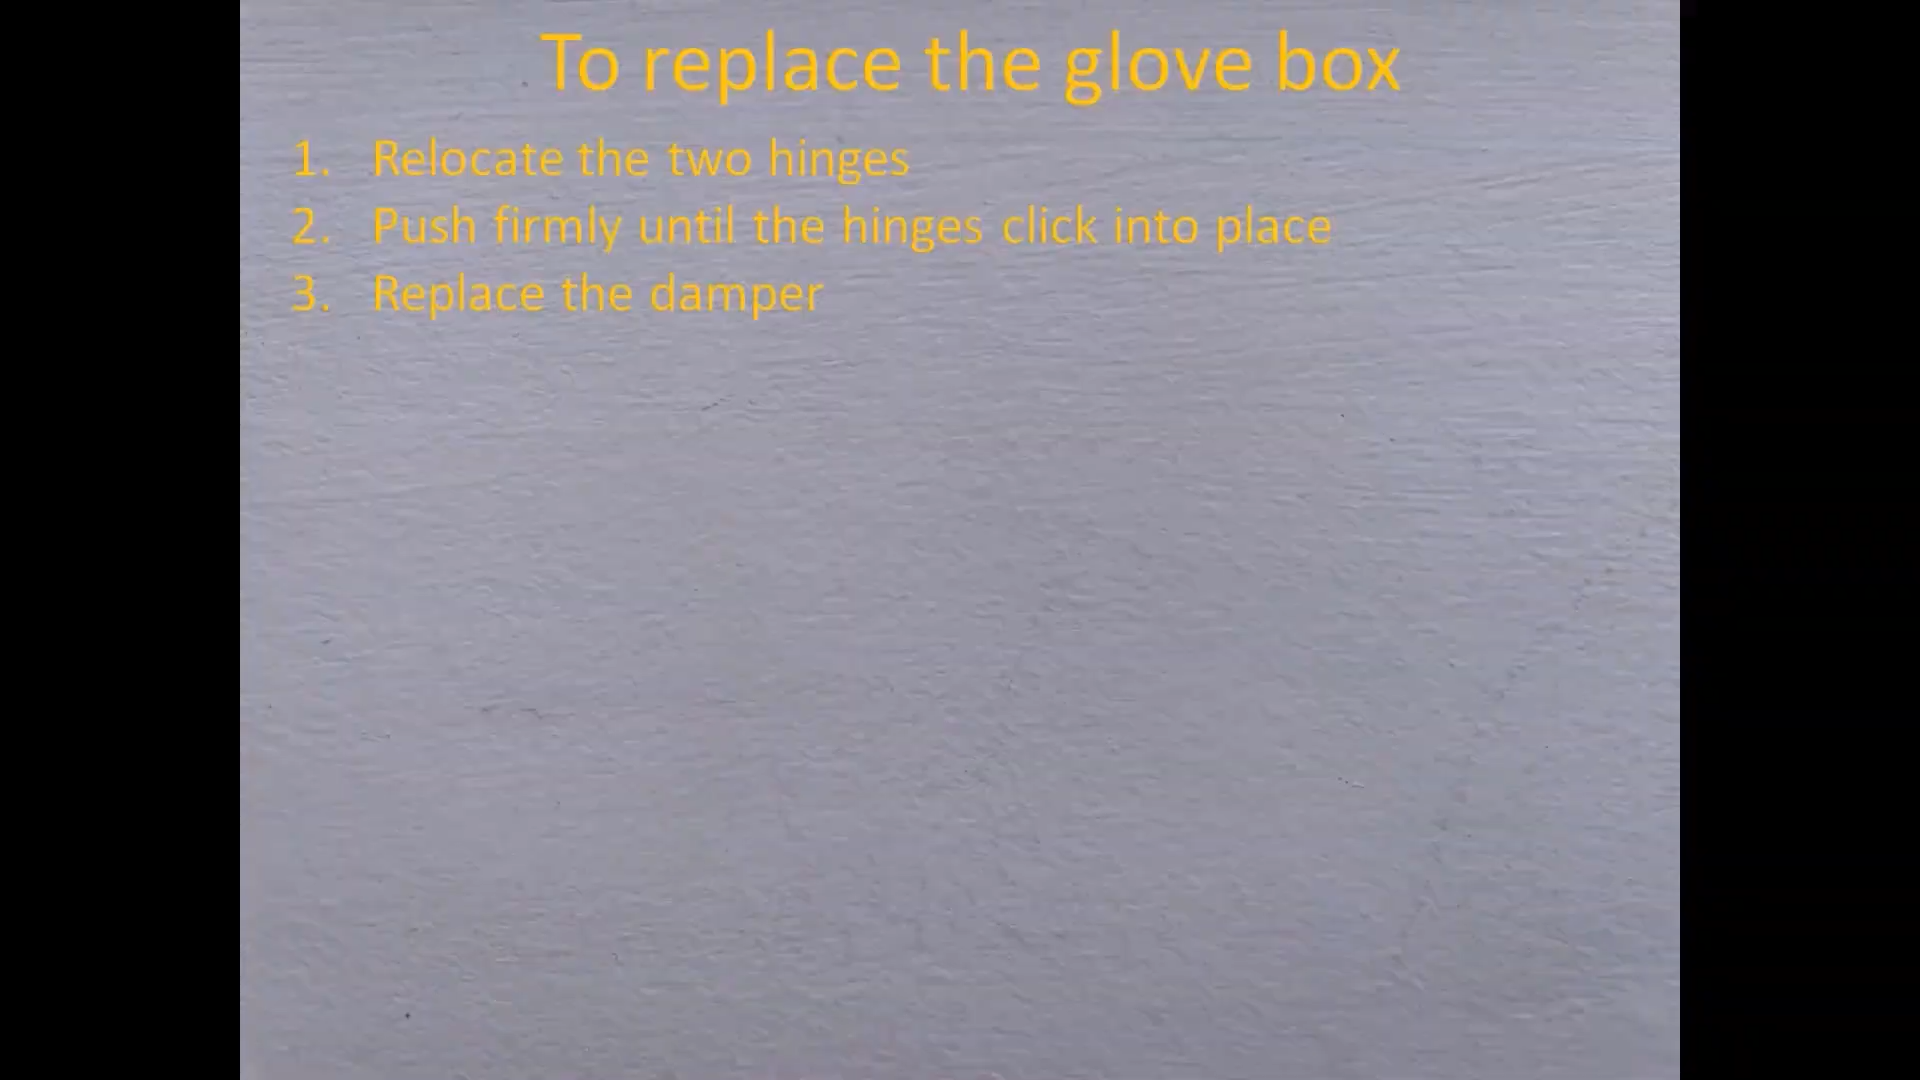 To replace the glove box
1. Relocate the two hinges
2. Push firmly until the hinges click into place
3. Replace the damper